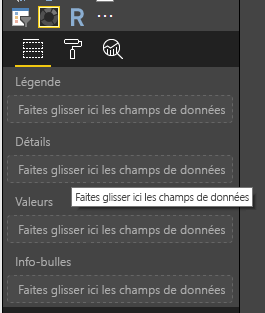 R ...
Légende
Faites glisser ici les champs de données
Détails
Faites glisser ici les champs de données
Faites glisser ici les champs de données
Valeurs
Faites glisser ici les champs de données
Info-bulles
Faites glisser ici les champs de données